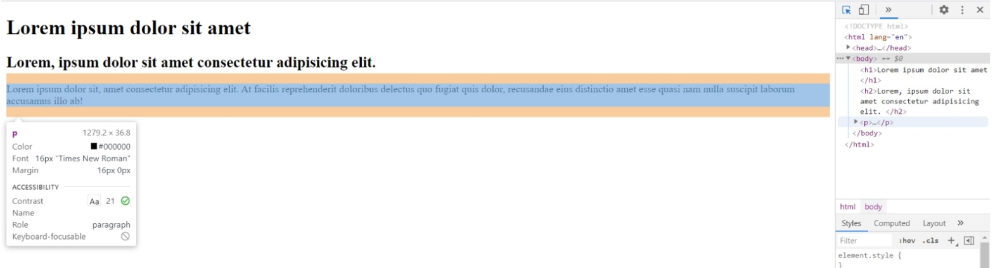 Lorem ipsum dolor sit amet
Lorem, ipsum dolor sit amet consectetur adipisicing elit.
Lorem ipsum dolor sit, amet consectetur adipisicing elit. At facilis reprehenderit doloribus delectus quo fugiat quis dolor, recusandae eius distinctio amet esse quasi nam nulla suscipit laborum
accusamus illo ab!
p 1279.2 × 36.8
Color #000000
Font 16px "Times New Roman"
Margin 16px 0px
ACCESSIBILITY
Contrast Aa 21
Name
Role paragraph
Keyboard-focusable
<!DOCTYPE html>
<html lang="en">
<head>…</head>
<body> == $0
<h1>Lorem ipsum dolor sit amet
</h1>
<h2>Lorem, ipsum dolor sit
amet consectetur adipisicing
elit. </h2>
<p>…</p>
</body>
</html>
html body
Styles Computed Layout
Filter :hov .cls
element.style {
}